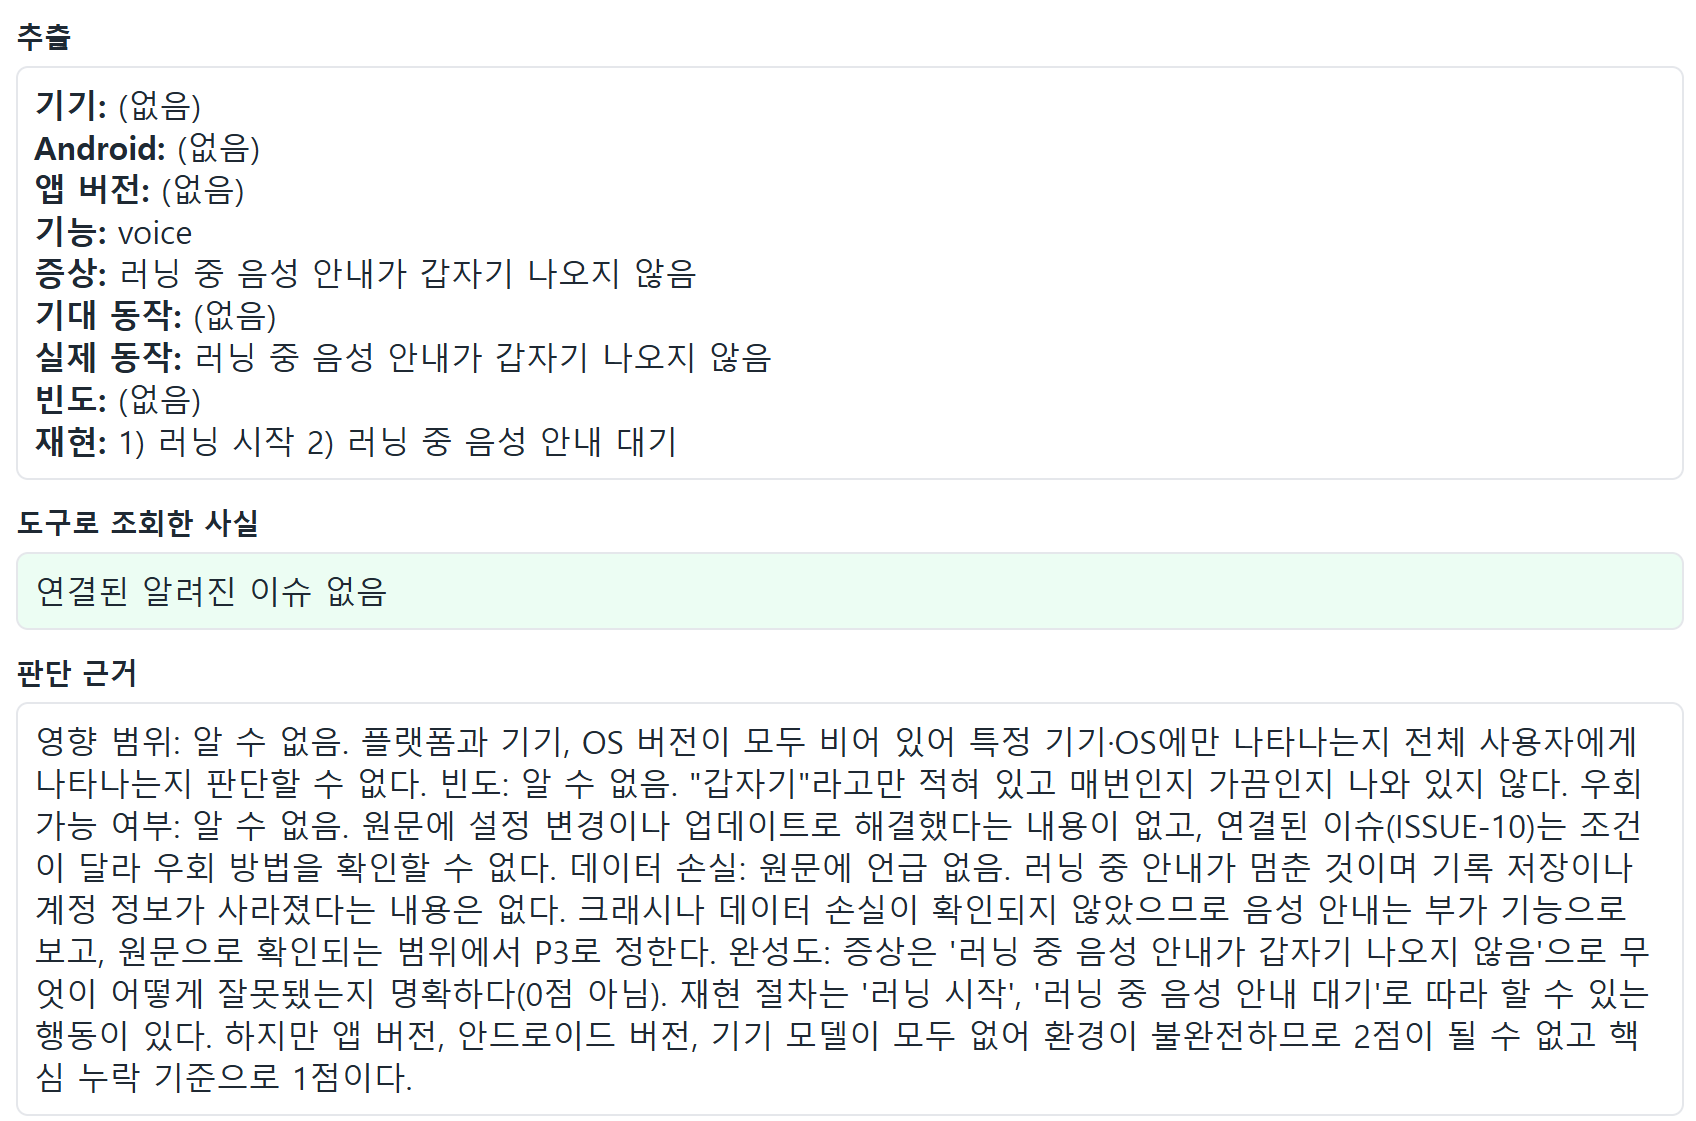 추출
기기: (없음)
Android: (없음)
앱 버전: (없음)
기능: voice
증상: 러닝 중 음성 안내가 갑자기 나오지 않음
기대 동작: (없음)
실제 동작: 러닝 중 음성 안내가 갑자기 나오지 않음
빈도: (없음)
재현: 1) 러닝 시작 2) 러닝 중 음성 안내 대기
도구로 조회한 사실
연결된 알려진 이슈 없음
판단 근거
영향 범위: 알 수 없음. 플랫폼과 기기, OS 버전이 모두 비어 있어 특정 기기·OS에만 나타나는지 전체 사용자에게
나타나는지 판단할 수 없다. 빈도: 알 수 없음. "갑자기"라고만 적혀 있고 매번인지 가끔인지 나와 있지 않다. 우회
가능 여부: 알 수 없음. 원문에 설정 변경이나 업데이트로 해결했다는 내용이 없고, 연결된 이슈(ISSUE-10)는 조건
이 달라 우회 방법을 확인할 수 없다. 데이터 손실: 원문에 언급 없음. 러닝 중 안내가 멈춘 것이며 기록 저장이나
계정 정보가 사라졌다는 내용은 없다. 크래시나 데이터 손실이 확인되지 않았으므로 음성 안내는 부가 기능으로
보고, 원문으로 확인되는 범위에서 P3로 정한다. 완성도: 증상은 '러닝 중 음성 안내가 갑자기 나오지 않음'으로 무
엇이 어떻게 잘못됐는지 명확하다(0점 아님). 재현 절차는 '러닝 시작', '러닝 중 음성 안내 대기'로 따라 할 수 있는
행동이 있다. 하지만 앱 버전, 안드로이드 버전, 기기 모델이 모두 없어 환경이 불완전하므로 2점이 될 수 없고 핵
심 누락 기준으로 1점이다.